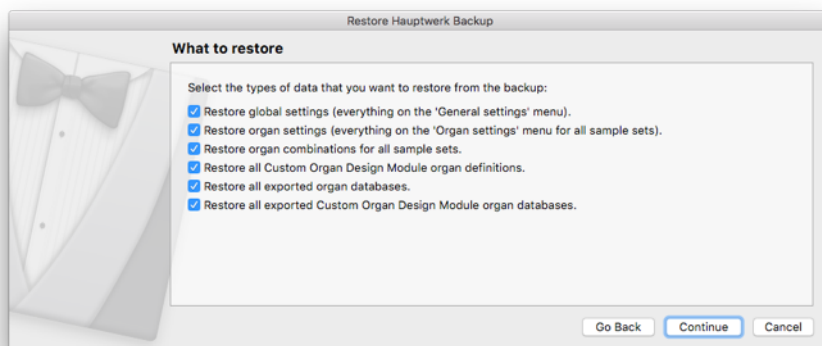 Restore Hauptwerk Backup
What to restore
Select the types of data that you want to restore from the backup:
Restore global settings (everything on the 'General settings' menu).
Restore organ settings (everything on the 'Organ settings' menu for all sample sets).
Restore organ combinations for all sample sets.
Restore all Custom Organ Design Module organ definitions.
Restore all exported organ databases.
Restore all exported Custom Organ Design Module organ databases.
Go Back Continue Cancel